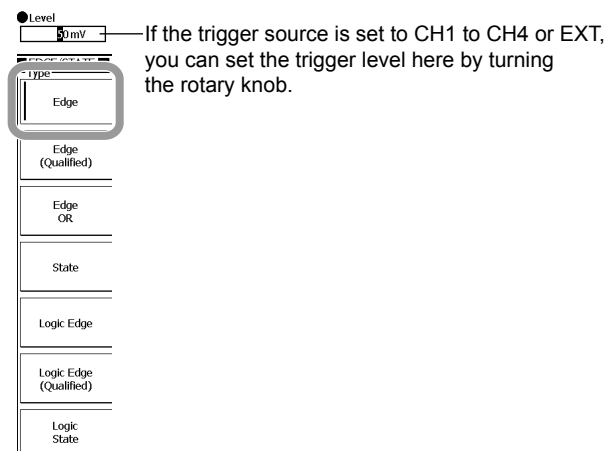 Level
50 mV
If the trigger source is set to CH1 to CH4 or EXT,
you can set the trigger level here by turning
the rotary knob.
EDGE/STATE
Type
Edge
Edge
(Qualified)
Edge
OR
State
Logic Edge
Logic Edge
(Qualified)
Logic
State